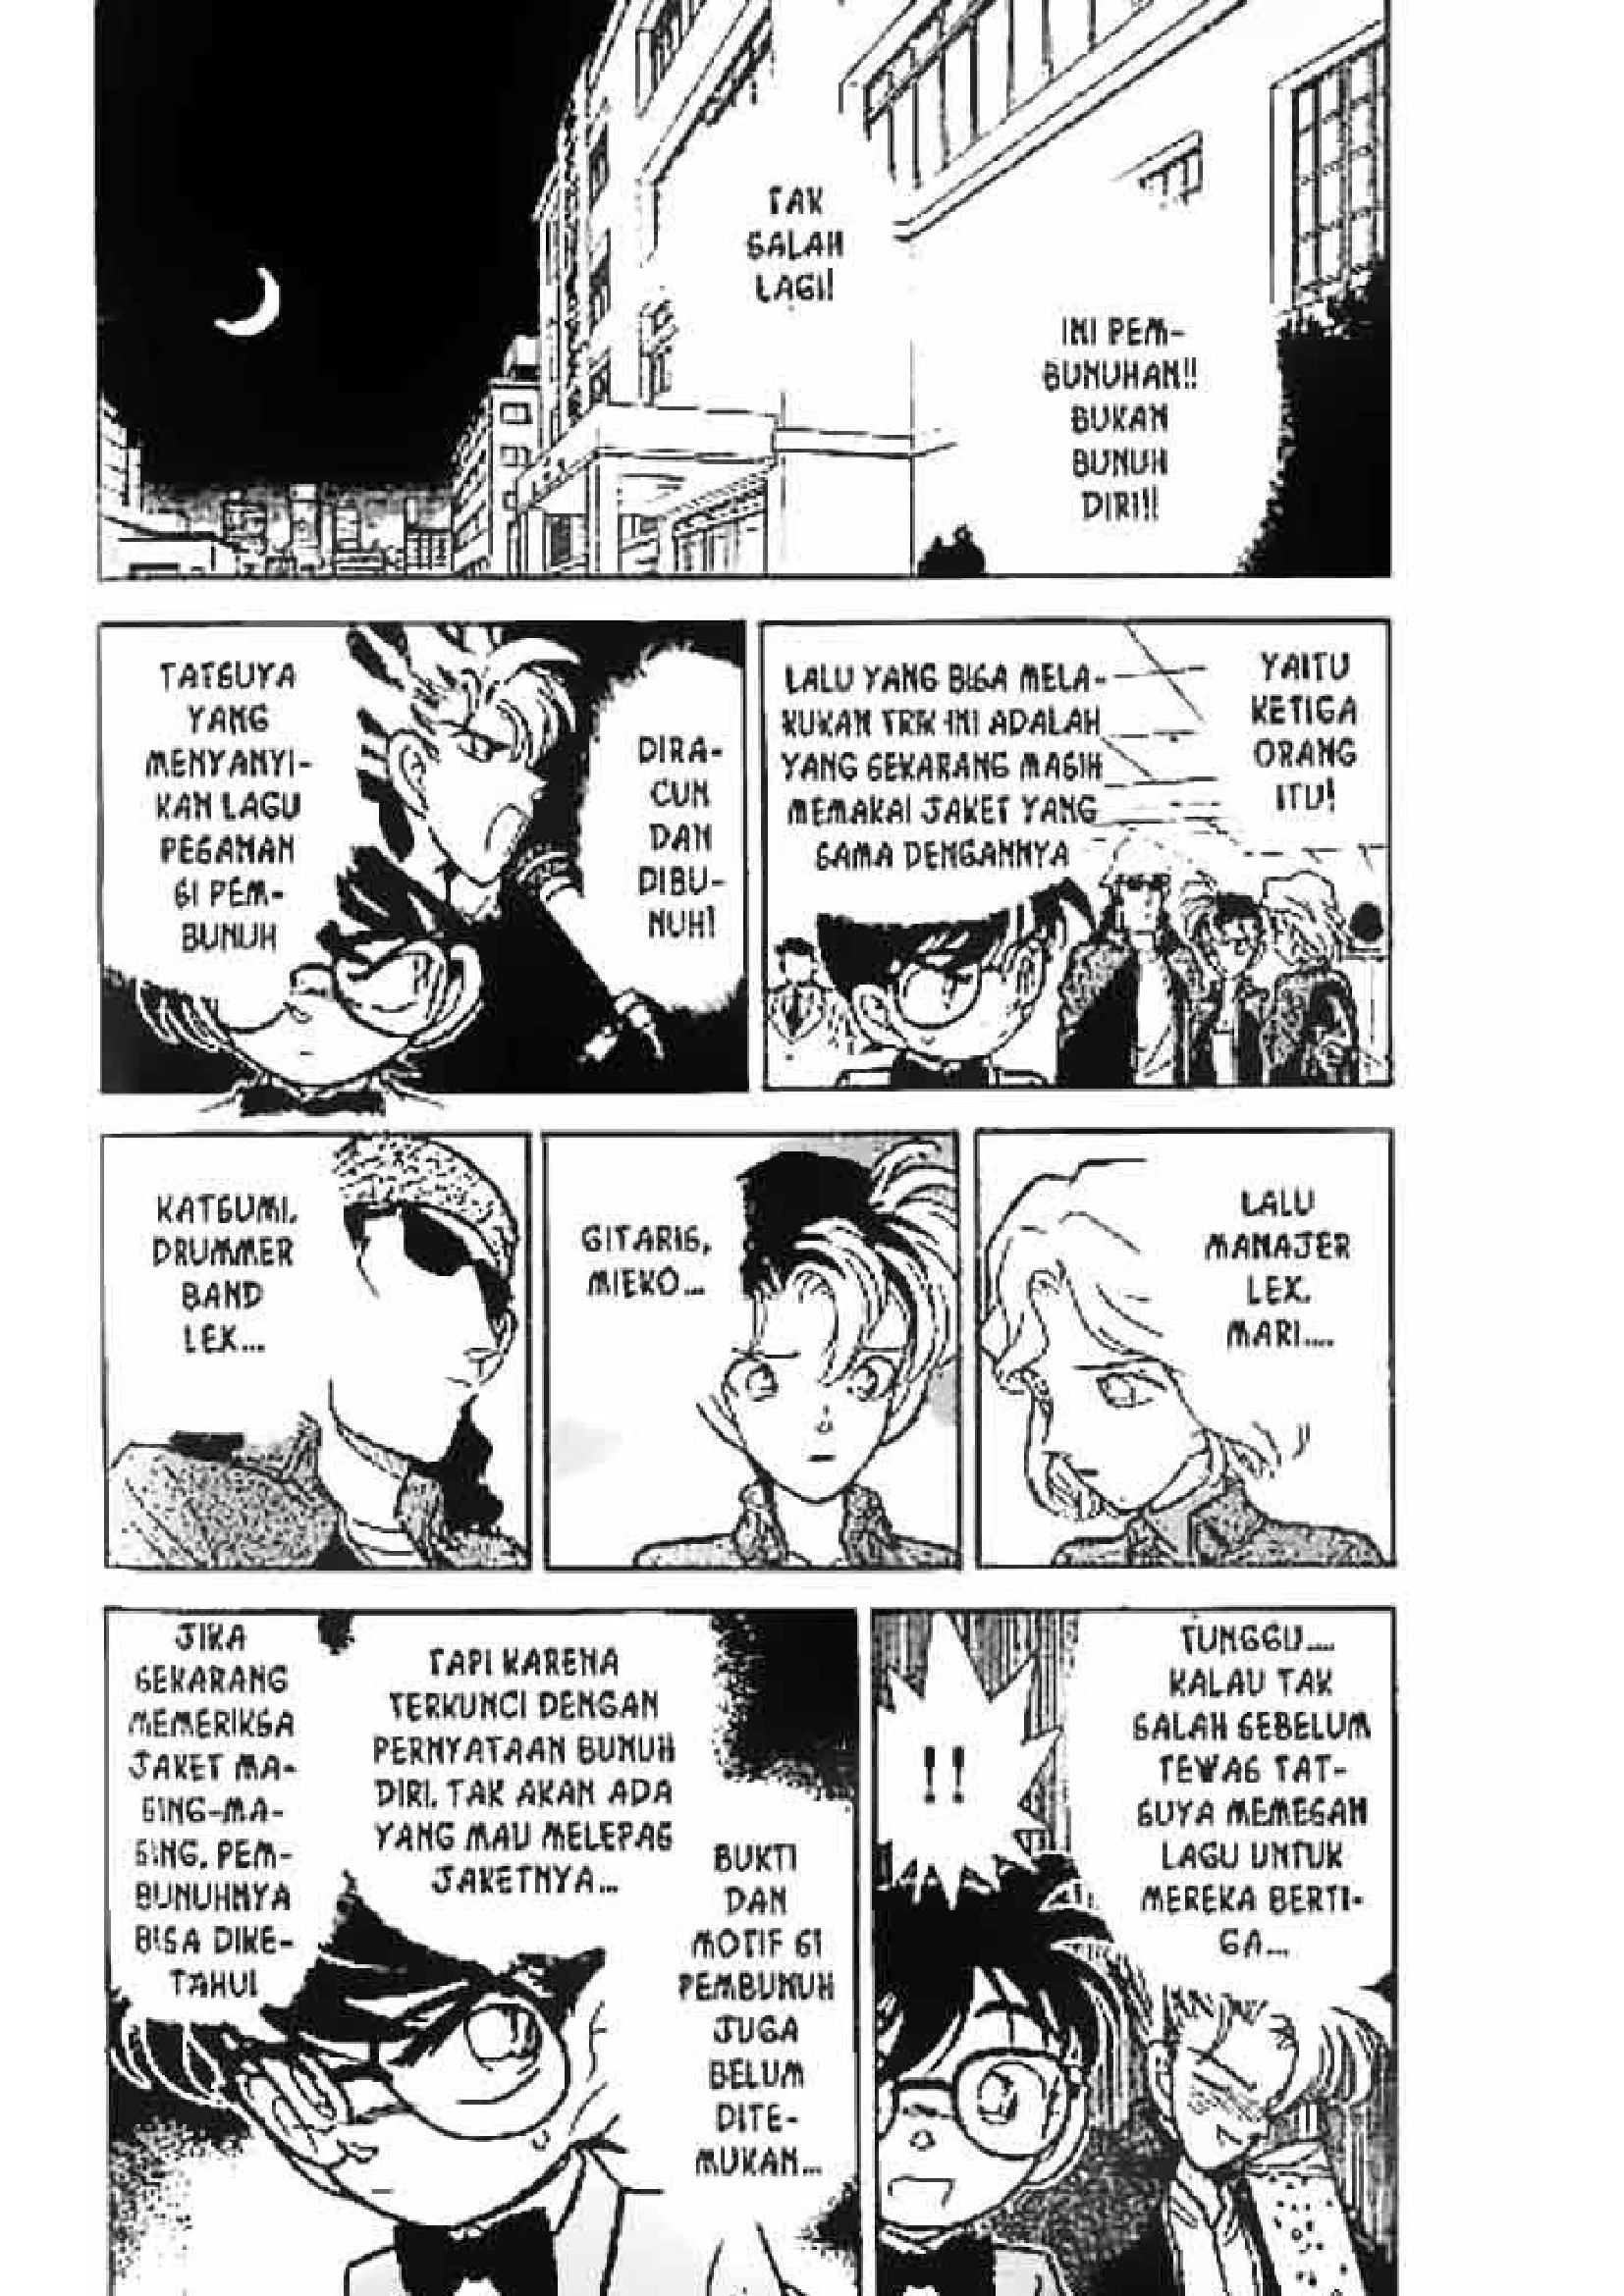 TAK
SALAH
LAGI!
INI PEM-
BUNUHAN!!
BUKAN
BUNUH
DIRI!!
TATSUYA
YANG
MENYANYI-
KAN LAGU
PESANAN
SI PEM-
BUNUH
DIRA-
CUN
DAN
DIBU-
NUH!
LALU YANG BISA MELA-
KUKAN TRIK INI ADALAH
YANG SEKARANG MASIH
MEMAKAI JAKET YANG
SAMA DENGANNYA
YAITU
KETIGA
ORANG
ITU!
KATSUMI,
DRUMMER
BAND
LEX...
GITARIS,
MIEKO...
LALU
MANAJER
LEX,
MARI....
JIKA
SEKARANG
MEMERIKSA
JAKET MA-
SING-MA-
SING, PEM-
BUNUHNYA
BISA DIKE-
TAHUI
TAPI KARENA
TERKUNCI DENGAN
PERNYATAAN BUNUH
DIRI, TAK AKAN ADA
YANG MAU MELEPAS
JAKETNYA...
BUKTI
DAN
MOTIF SI
PEMBUNUH
JUGA
BELUM
DITE-
MUKAN...
!!
TUNGGU....
KALAU TAK
SALAH SEBELUM
TEWAS TAT-
SUYA MEMESAN
LAGU UNTUK
MEREKA BERTI-
GA...